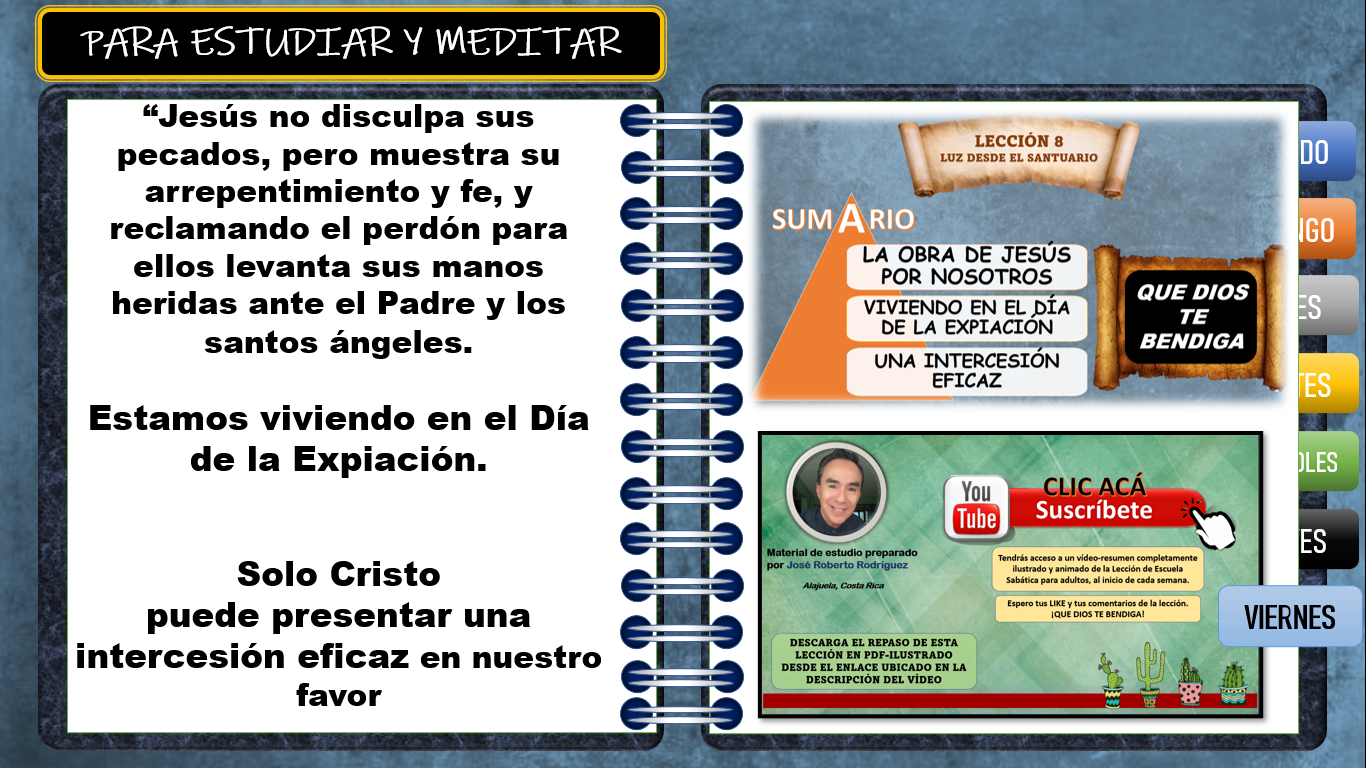 PARA ESTUDIAR Y MEDITAR
“Jesús no disculpa sus
pecados, pero muestra su
arrepentimiento y fe, y
reclamando el perdón para
ellos levanta sus manos
heridas ante el Padre y los
santos ángeles.
Estamos viviendo en el Día
de la Expiación.
Solo Cristo
puede presentar una
intercesión eficaz en nuestro
favor
LECCIÓN 8
LUZ DESDE EL SANTUARIO
SUMARIO
LA OBRA DE JESÚS
POR NOSOTROS
VIVIENDO EN EL DÍA
DE LA EXPIACIÓN
UNA INTERCESIÓN
EFICAZ
QUE DIOS
TE
BENDIGA
Material de estudio preparado
por José Roberto Rodríguez
Alajuela, Costa Rica
You
Tube
CLIC ACÁ
Suscríbete
Tendrás acceso a un vídeo-resumen completamente
ilustrado y animado de la Lección de Escuela
Sabática para adultos, al inicio de cada semana.
Espero tus LIKE y tus comentarios de la lección.
¡QUE DIOS TE BENDIGA!
DESCARGA EL REPASO DE ESTA
LECCIÓN EN PDF-ILUSTRADO
DESDE EL ENLACE UBICADO EN LA
DESCRIPCIÓN DEL VÍDEO
DO
NGO
ES
TES
OLES
ES
VIERNES